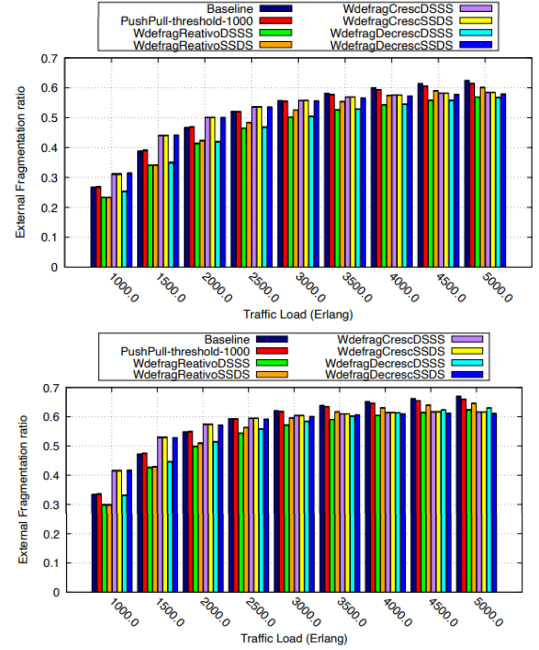 Baseline WdefragCrescDSSS
PushPull-threshold-1000 WdefragCrescSSDS
WdefragReativoDSSS WdefragDecrescDSSS
WdefragReativoSSDS WdefragDecrescSSDS
0.7
0.6
0.5
0.4
0.3
0.2
0.1
0
External Fragmentation ratio
1000.0 1500.0 2000.0 2500.0 3000.0 3500.0 4000.0 4500.0 5000.0
Traffic Load (Erlang)
Baseline WdefragCrescDSSS
PushPull-threshold-1000 WdefragCrescSSDS
WdefragReativoDSSS WdefragDecrescDSSS
WdefragReativoSSDS WdefragDecrescSSDS
0.7
0.6
0.5
0.4
0.3
0.2
0.1
0
External Fragmentation ratio
1000.0 1500.0 2000.0 2500.0 3000.0 3500.0 4000.0 4500.0 5000.0
Traffic Load (Erlang)